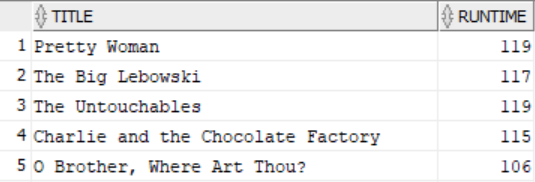 TITLE RUNTIME
1 Pretty Woman 119
2 The Big Lebowski 117
3 The Untouchables 119
4 Charlie and the Chocolate Factory 115
5 O Brother, Where Art Thou? 106